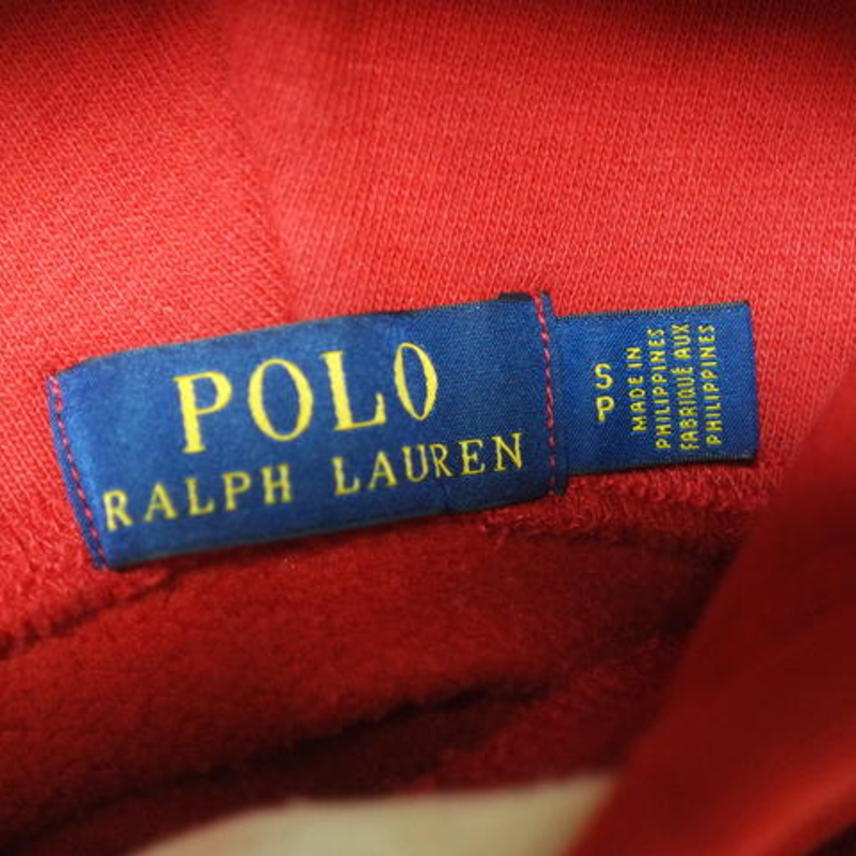 POLO
RALPH LAUREN
S
P
MADE IN
PHILIPPINES
FABRIQUÉ AUX
PHILIPPINES